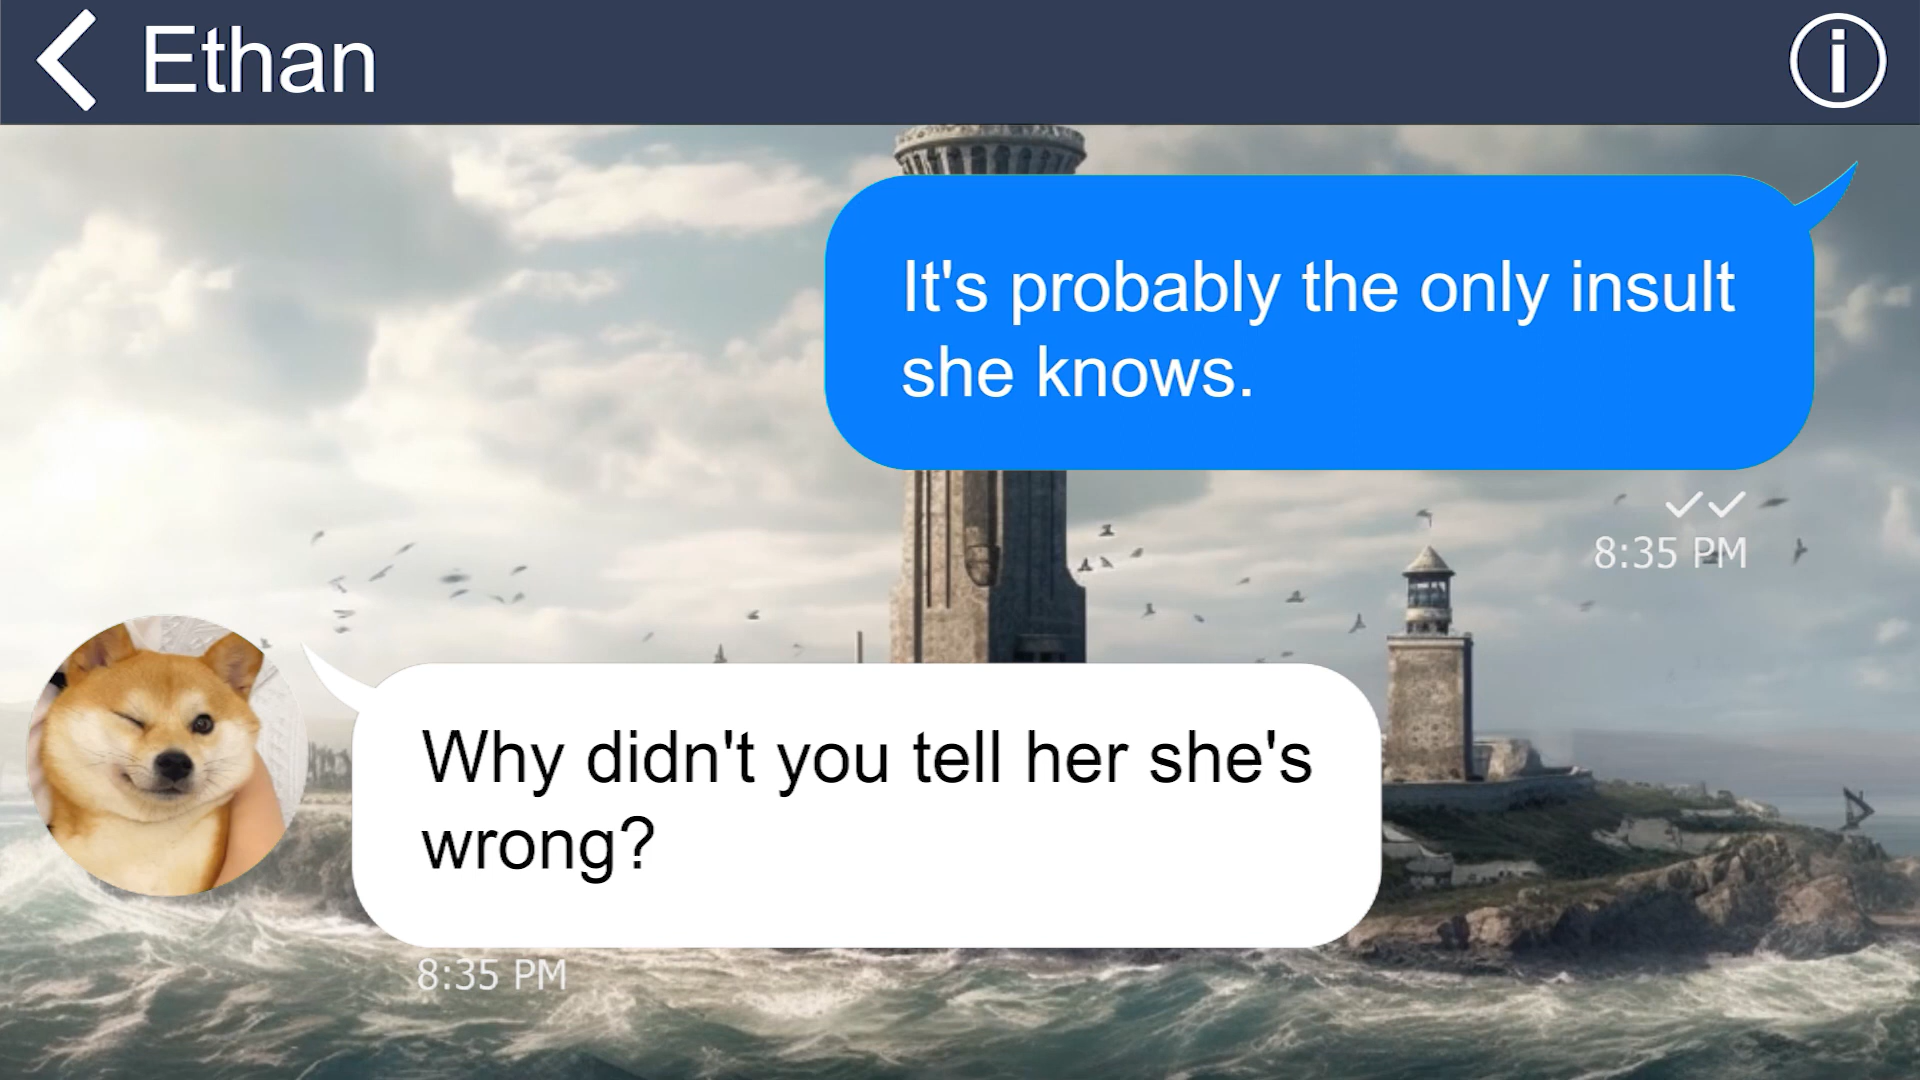 Ethan
It's probably the only insult
she knows.
8:35 PM
Why didn't you tell her she's
wrong?
8:35 PM